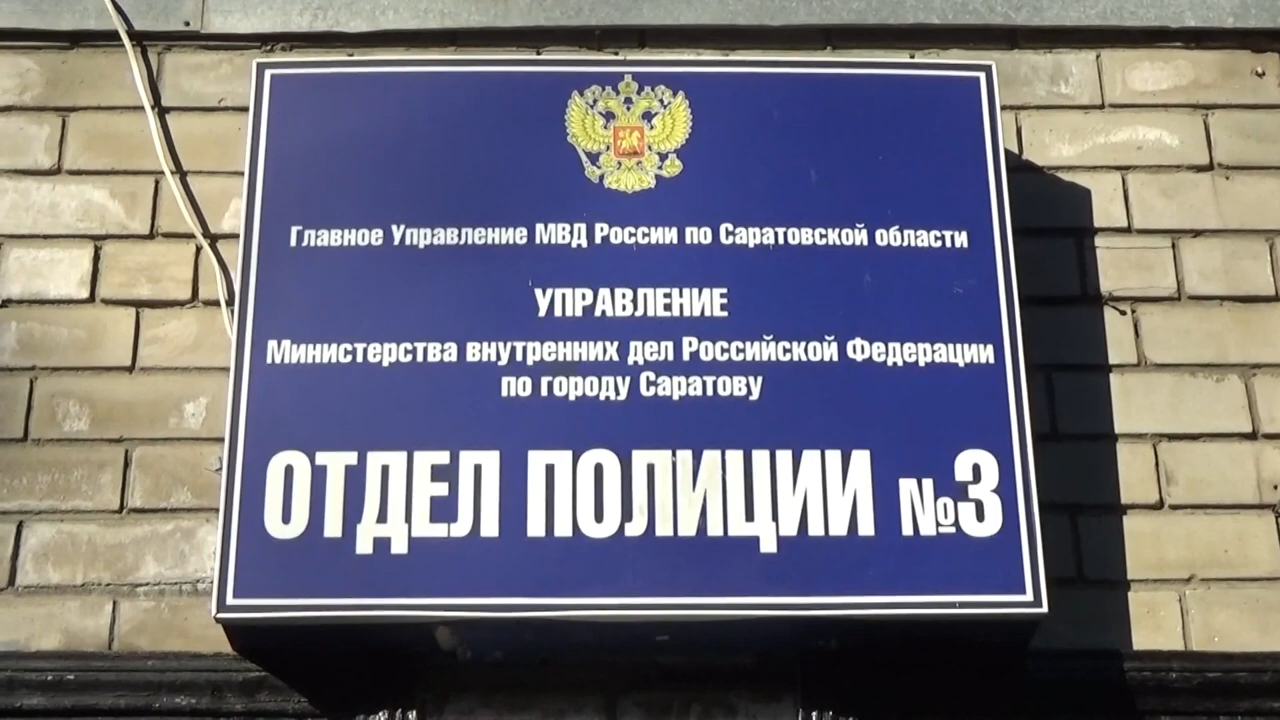 Главное Управление МВД России по Саратовской области
УПРАВЛЕНИЕ
Министерства внутренних дел Российской Федерации
по городу Саратову
ОТДЕЛ ПОЛИЦИИ №3